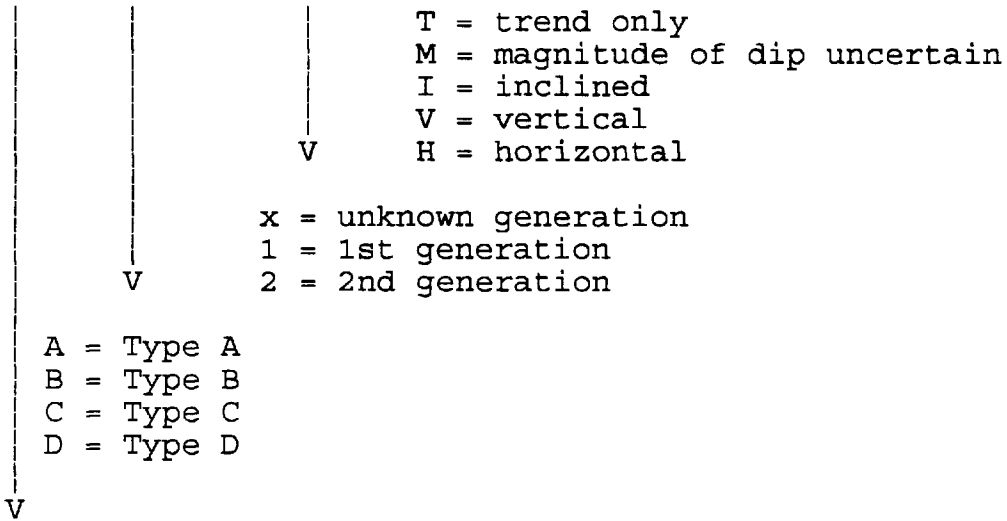 T = trend only
M = magnitude of dip uncertain
I = inclined
V = vertical
V H = horizontal
x = unknown generation
1 = 1st generation
V 2 = 2nd generation
A = Type A
B = Type B
C = Type C
D = Type D
V